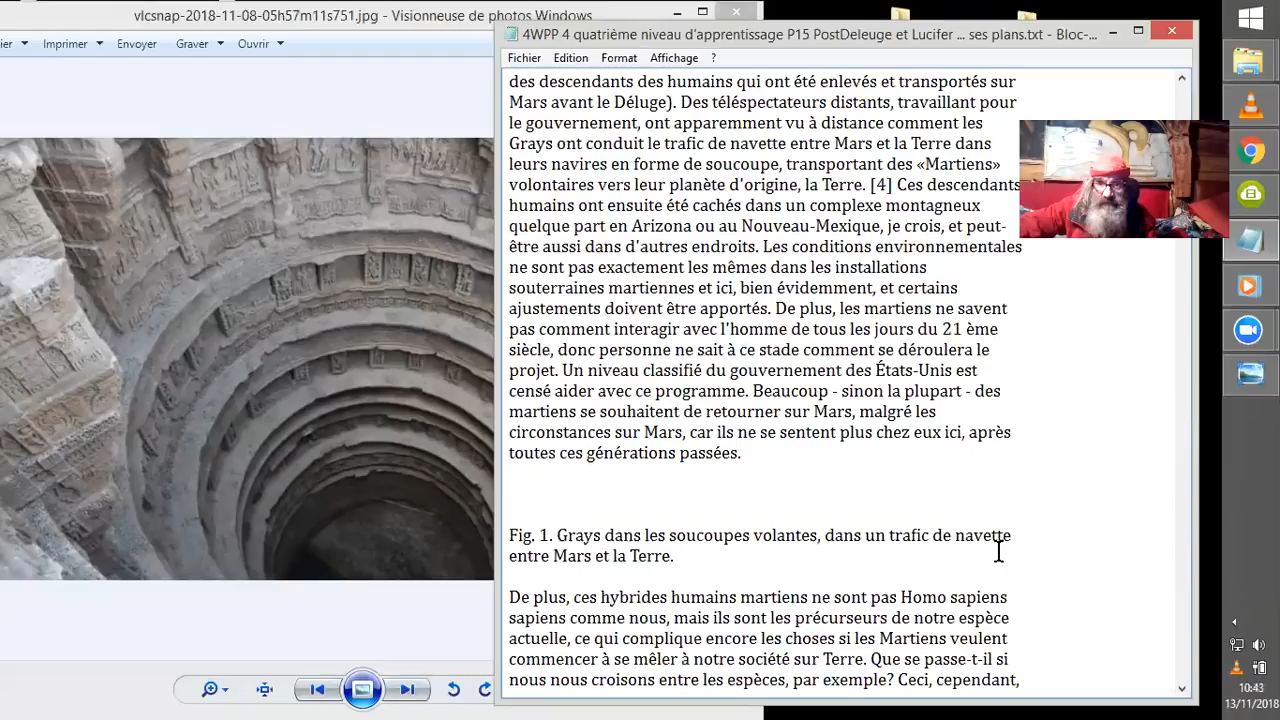 vlcsnap-2018-11-08-05h57m11s751.jpg - Visionneuse de photos Windows
ier Imprimer Envoyer Graver Ouvrir
4WPP 4 quatrième niveau d'apprentissage P15 PostDeleuge et Lucifer ... ses plans.txt - Bloc-...
Fichier Edition Format Affichage ?
des descendants des humains qui ont été enlevés et transportés sur
Mars avant le Déluge). Des téléspectateurs distants, travaillant pour
le gouvernement, ont apparemment vu à distance comment les
Grays ont conduit le trafic de navette entre Mars et la Terre dans
leurs navires en forme de soucoupe, transportant des «Martiens»
volontaires vers leur planète d'origine, la Terre. [4] Ces descendants
humains ont ensuite été cachés dans un complexe montagneux
quelque part en Arizona ou au Nouveau-Mexique, je crois, et peut-
être aussi dans d'autres endroits. Les conditions environnementales
ne sont pas exactement les mêmes dans les installations
souterraines martiennes et ici, bien évidemment, et certains
ajustements doivent être apportés. De plus, les martiens ne savent
pas comment interagir avec l'homme de tous les jours du 21 ème
siècle, donc personne ne sait à ce stade comment se déroulera le
projet. Un niveau classifié du gouvernement des États-Unis est
censé aider avec ce programme. Beaucoup - sinon la plupart - des
martiens se souhaitent de retourner sur Mars, malgré les
circonstances sur Mars, car ils ne se sentent plus chez eux ici, après
toutes ces générations passées.
Fig. 1. Grays dans les soucoupes volantes, dans un trafic de navette
entre Mars et la Terre.
De plus, ces hybrides humains martiens ne sont pas Homo sapiens
sapiens comme nous, mais ils sont les précurseurs de notre espèce
actuelle, ce qui complique encore les choses si les Martiens veulent
commencer à se mêler à notre société sur Terre. Que se passe-t-il si
nous nous croisons entre les espèces, par exemple? Ceci, cependant,
10:43
13/11/2018